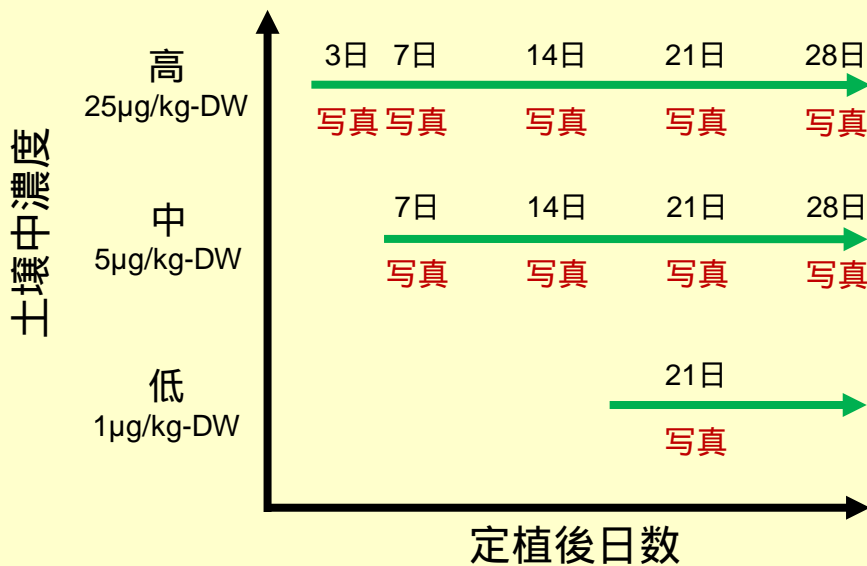 土壌中濃度
高
25μg/kg-DW
3日 7日 14日 21日 28日
写真 写真 写真 写真 写真
中
5μg/kg-DW
7日 14日 21日 28日
写真 写真 写真 写真
低
1μg/kg-DW
21日
写真
定植後日数